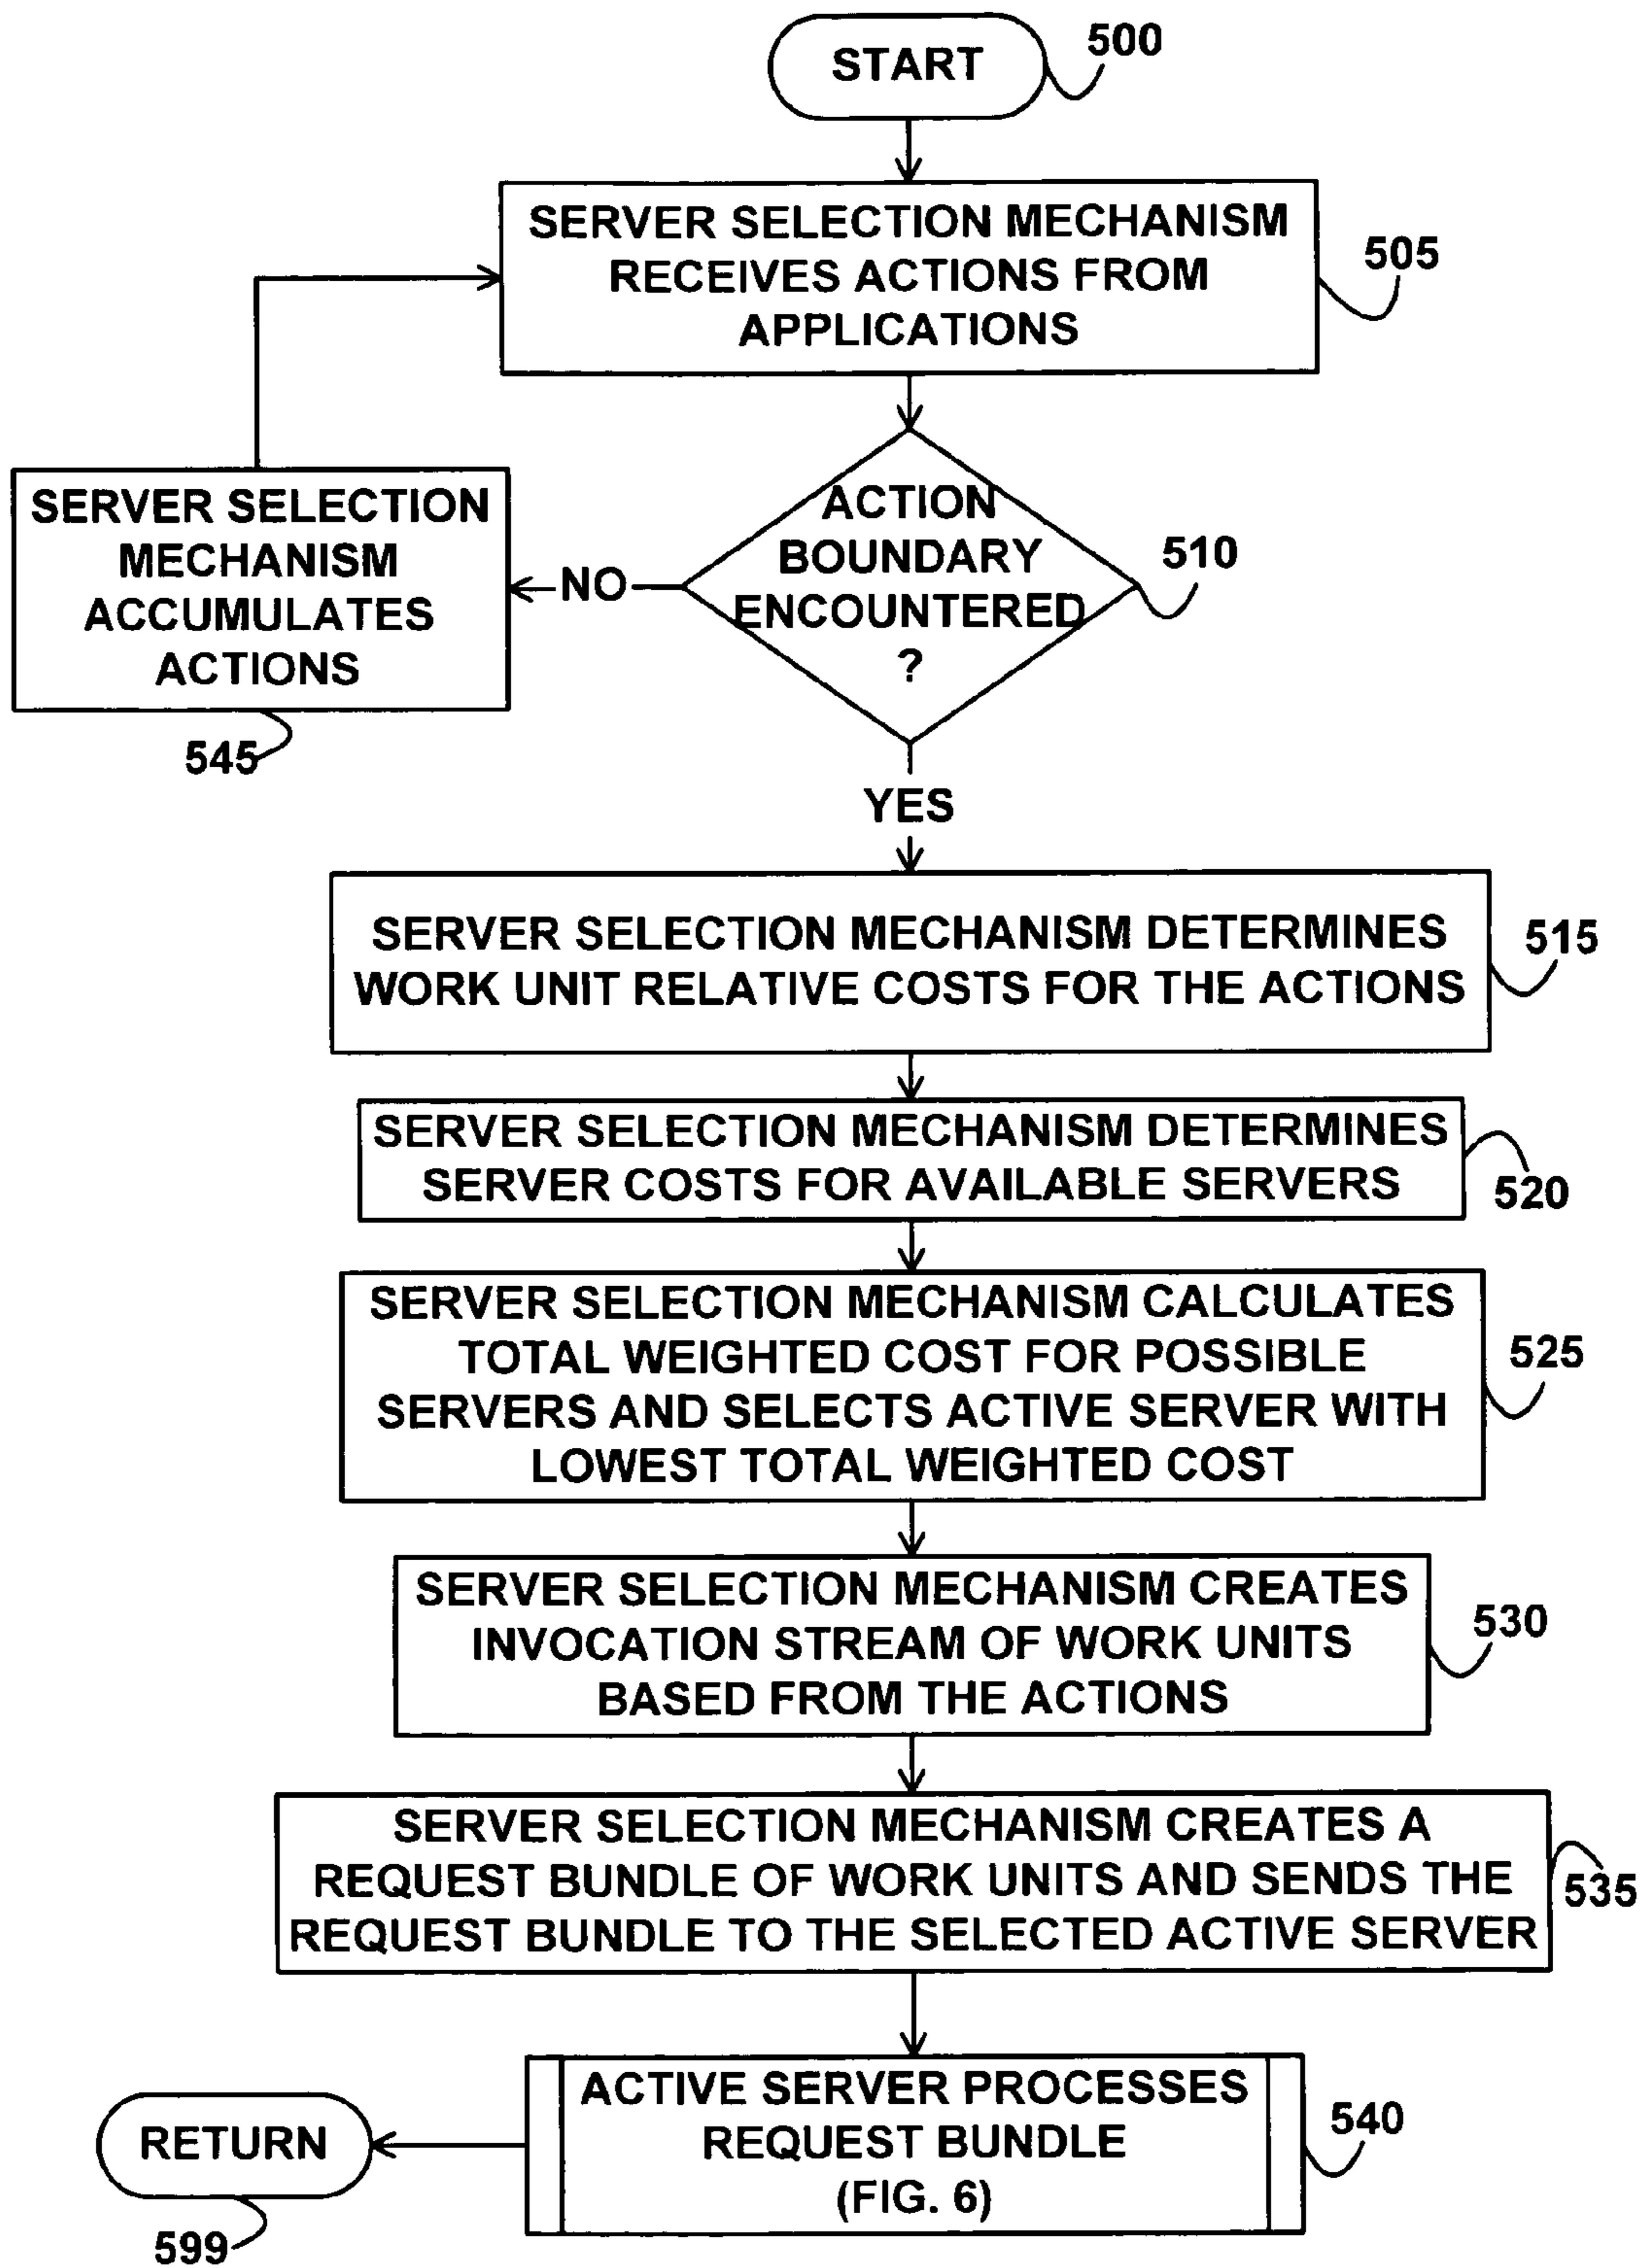 START
500
SERVER SELECTION MECHANISM
RECEIVES ACTIONS FROM
APPLICATIONS
505
SERVER SELECTION
MECHANISM
ACCUMULATES
ACTIONS
545
NO
ACTION
BOUNDARY
ENCOUNTERED
?
510
YES
SERVER SELECTION MECHANISM DETERMINES
WORK UNIT RELATIVE COSTS FOR THE ACTIONS
515
SERVER SELECTION MECHANISM DETERMINES
SERVER COSTS FOR AVAILABLE SERVERS
520
SERVER SELECTION MECHANISM CALCULATES
TOTAL WEIGHTED COST FOR POSSIBLE
SERVERS AND SELECTS ACTIVE SERVER WITH
LOWEST TOTAL WEIGHTED COST
525
SERVER SELECTION MECHANISM CREATES
INVOCATION STREAM OF WORK UNITS
BASED FROM THE ACTIONS
530
SERVER SELECTION MECHANISM CREATES A
REQUEST BUNDLE OF WORK UNITS AND SENDS THE
REQUEST BUNDLE TO THE SELECTED ACTIVE SERVER
535
ACTIVE SERVER PROCESSES
REQUEST BUNDLE
(FIG. 6)
540
RETURN
599